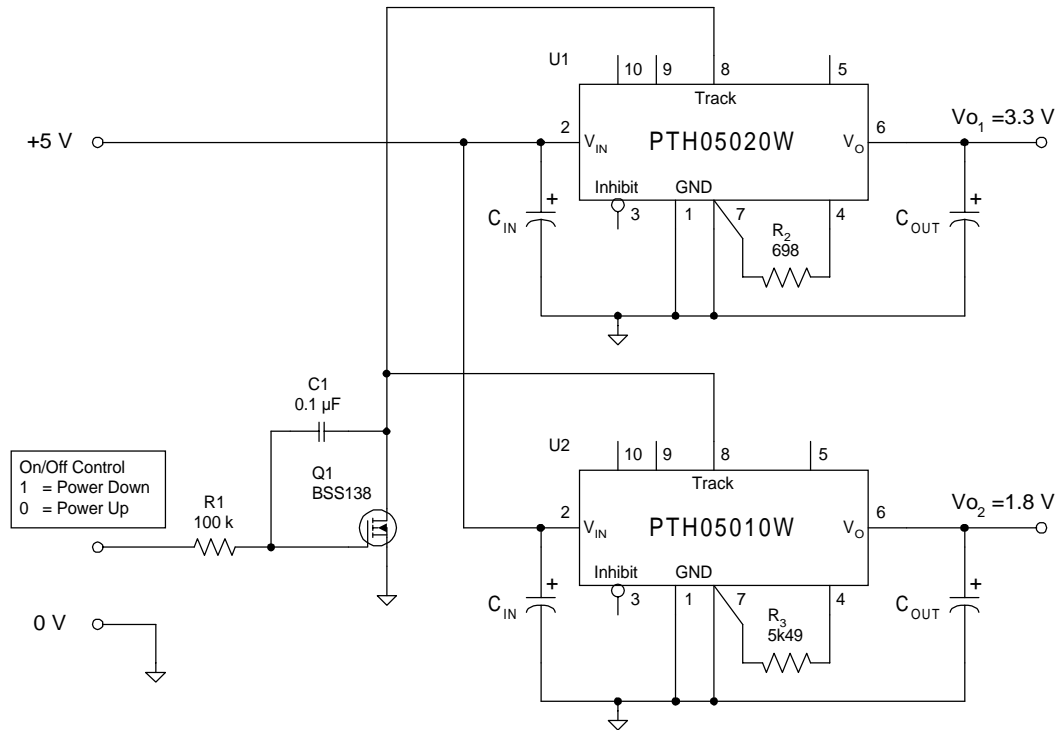 U1
10
9
8
5
Track
+5 V
2
V_IN
PTH05020W
V_O
6
Vo_1 =3.3 V
Inhibit
GND
3
1
7
4
C_IN
+
R_2
698
C_OUT
+
C1
0.1 µF
U2
10
9
8
5
Track
On/Off Control
1 = Power Down
0 = Power Up
R1
100 k
Q1
BSS138
2
V_IN
PTH05010W
V_O
6
Vo_2 =1.8 V
Inhibit
GND
3
1
7
4
C_IN
+
R_3
5k49
C_OUT
+
0 V